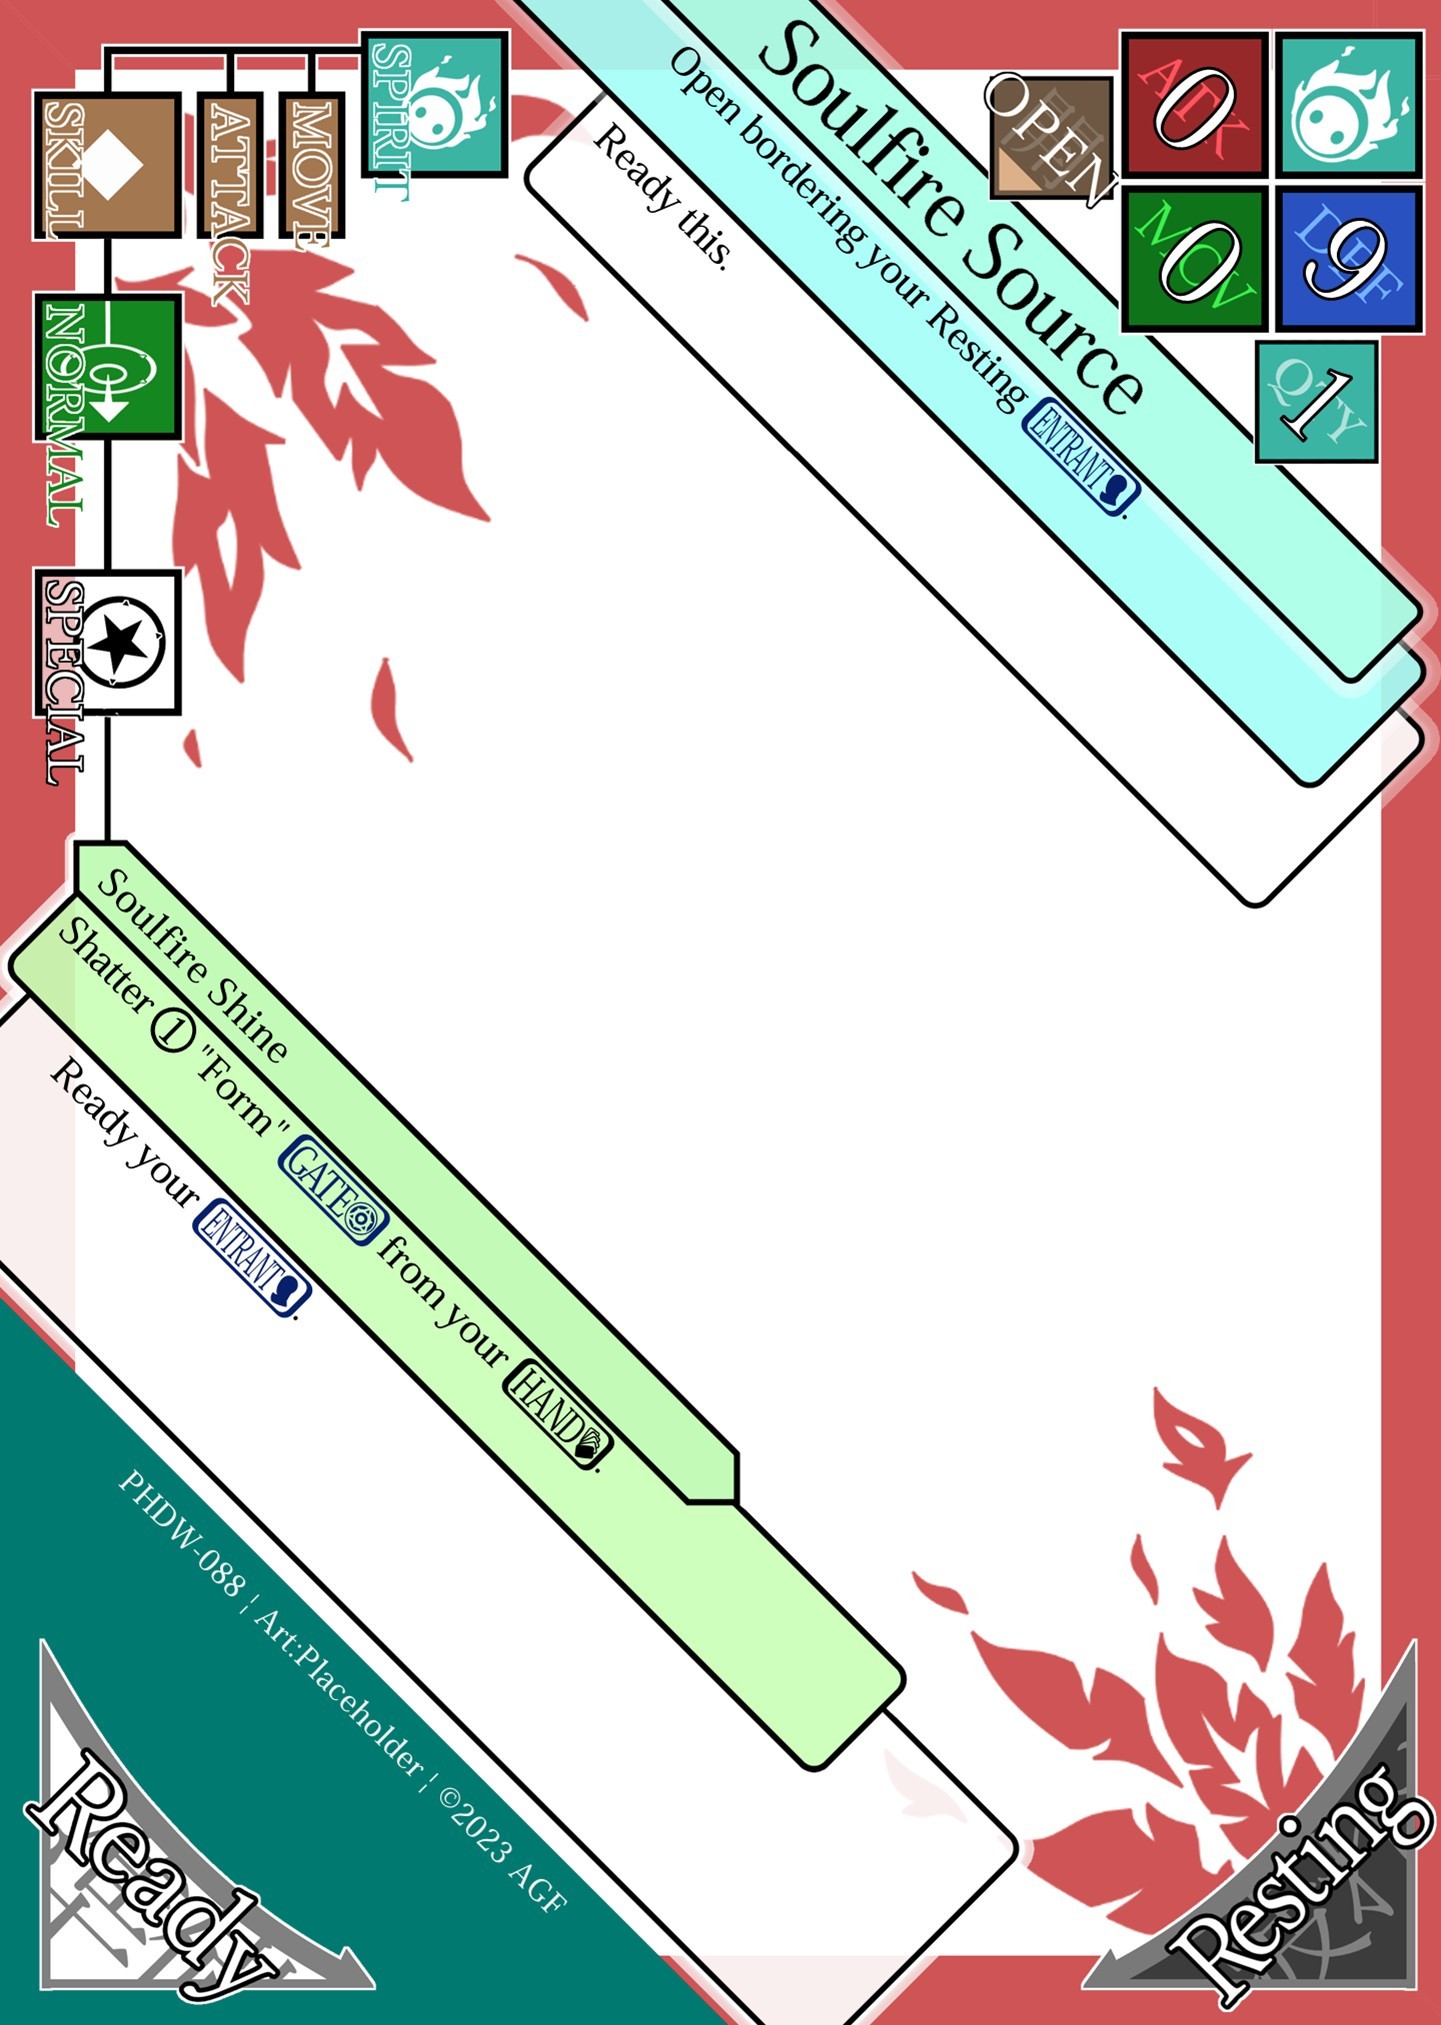 Soulfire Source
Open bordering your Resting ENTRANT.
Ready this.
OPEN
ATK 0
MOV 0
DEF 9
QTY 1
SPIRIT
MOVE
ATTACK
SKILL
NORMAL
SPECIAL
Soulfire Shine
Shatter ① "Form" GATE from your HAND.
Ready your ENTRANT.
PHDW-088 ¦ Art:Placeholder ¦ ©2023 AGF
Ready
Resting